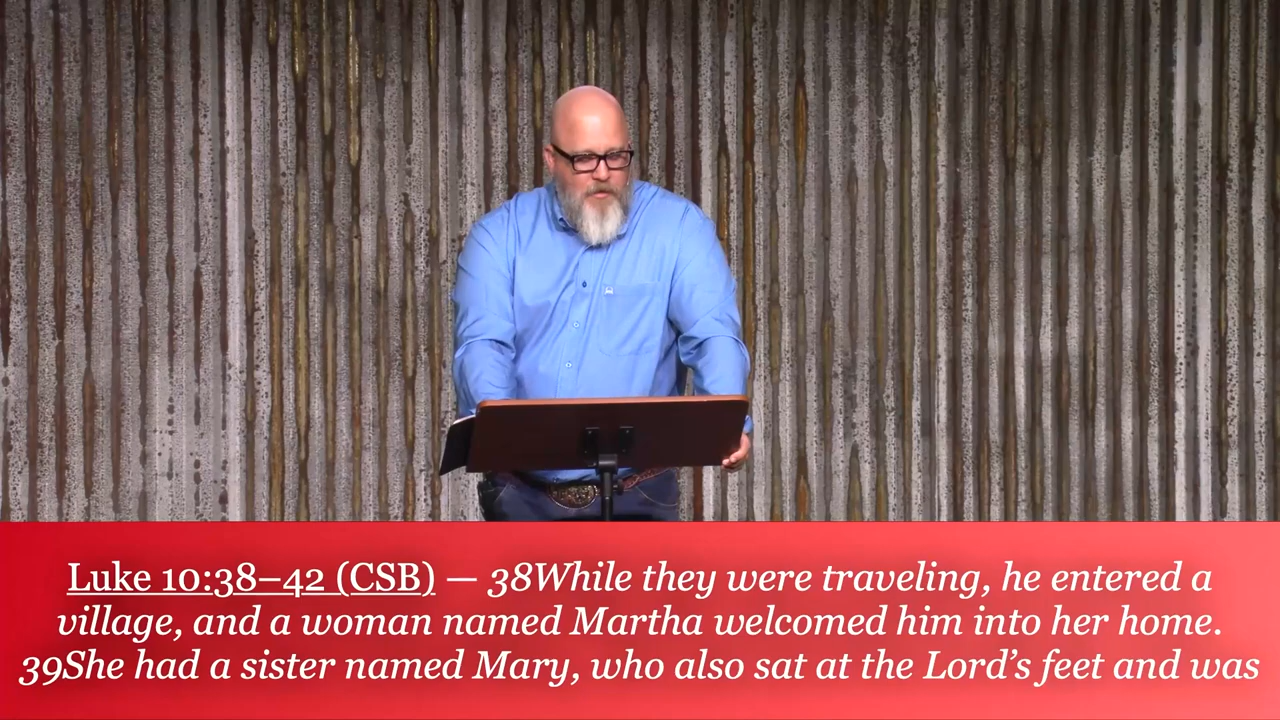 Luke 10:38–42 (CSB) — 38While they were traveling, he entered a
village, and a woman named Martha welcomed him into her home.
39She had a sister named Mary, who also sat at the Lord’s feet and was